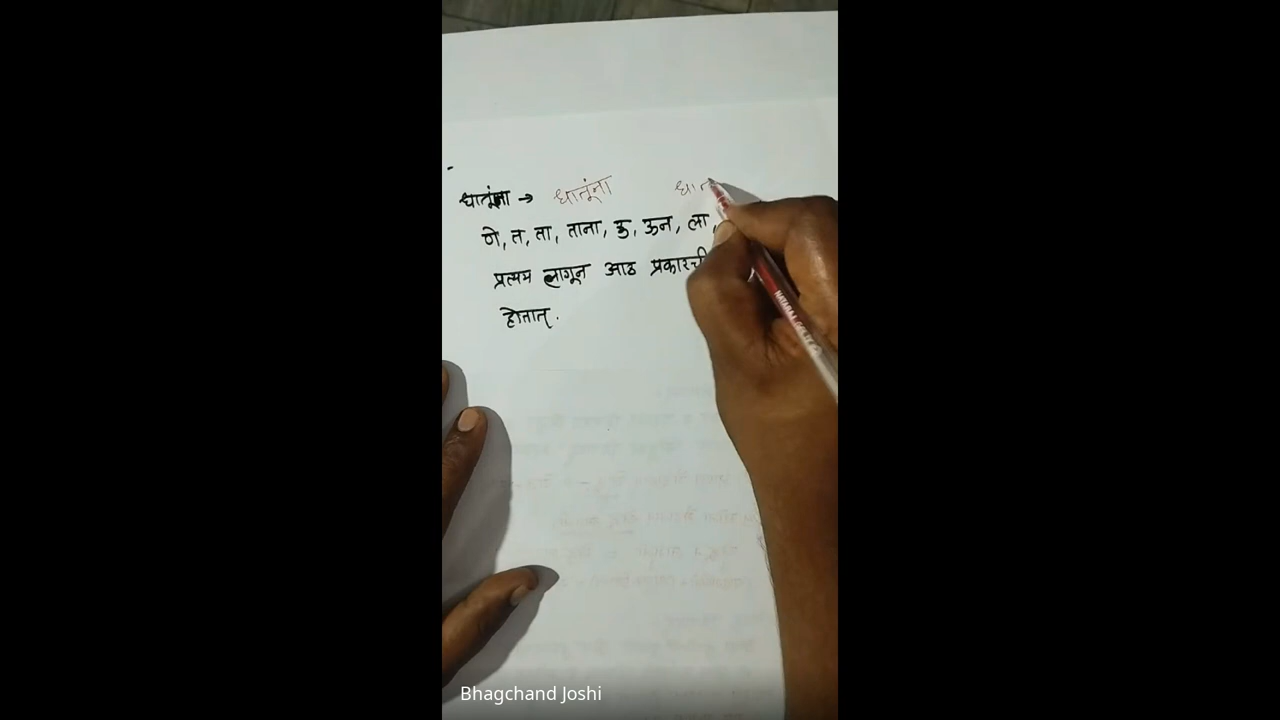 धातूंना → धातूंना धात
णे, त, ता, ताना, ऊ, ऊन, ला,
प्रत्यय लागून आठ प्रकारची
होतात.
Bhagchand Joshi